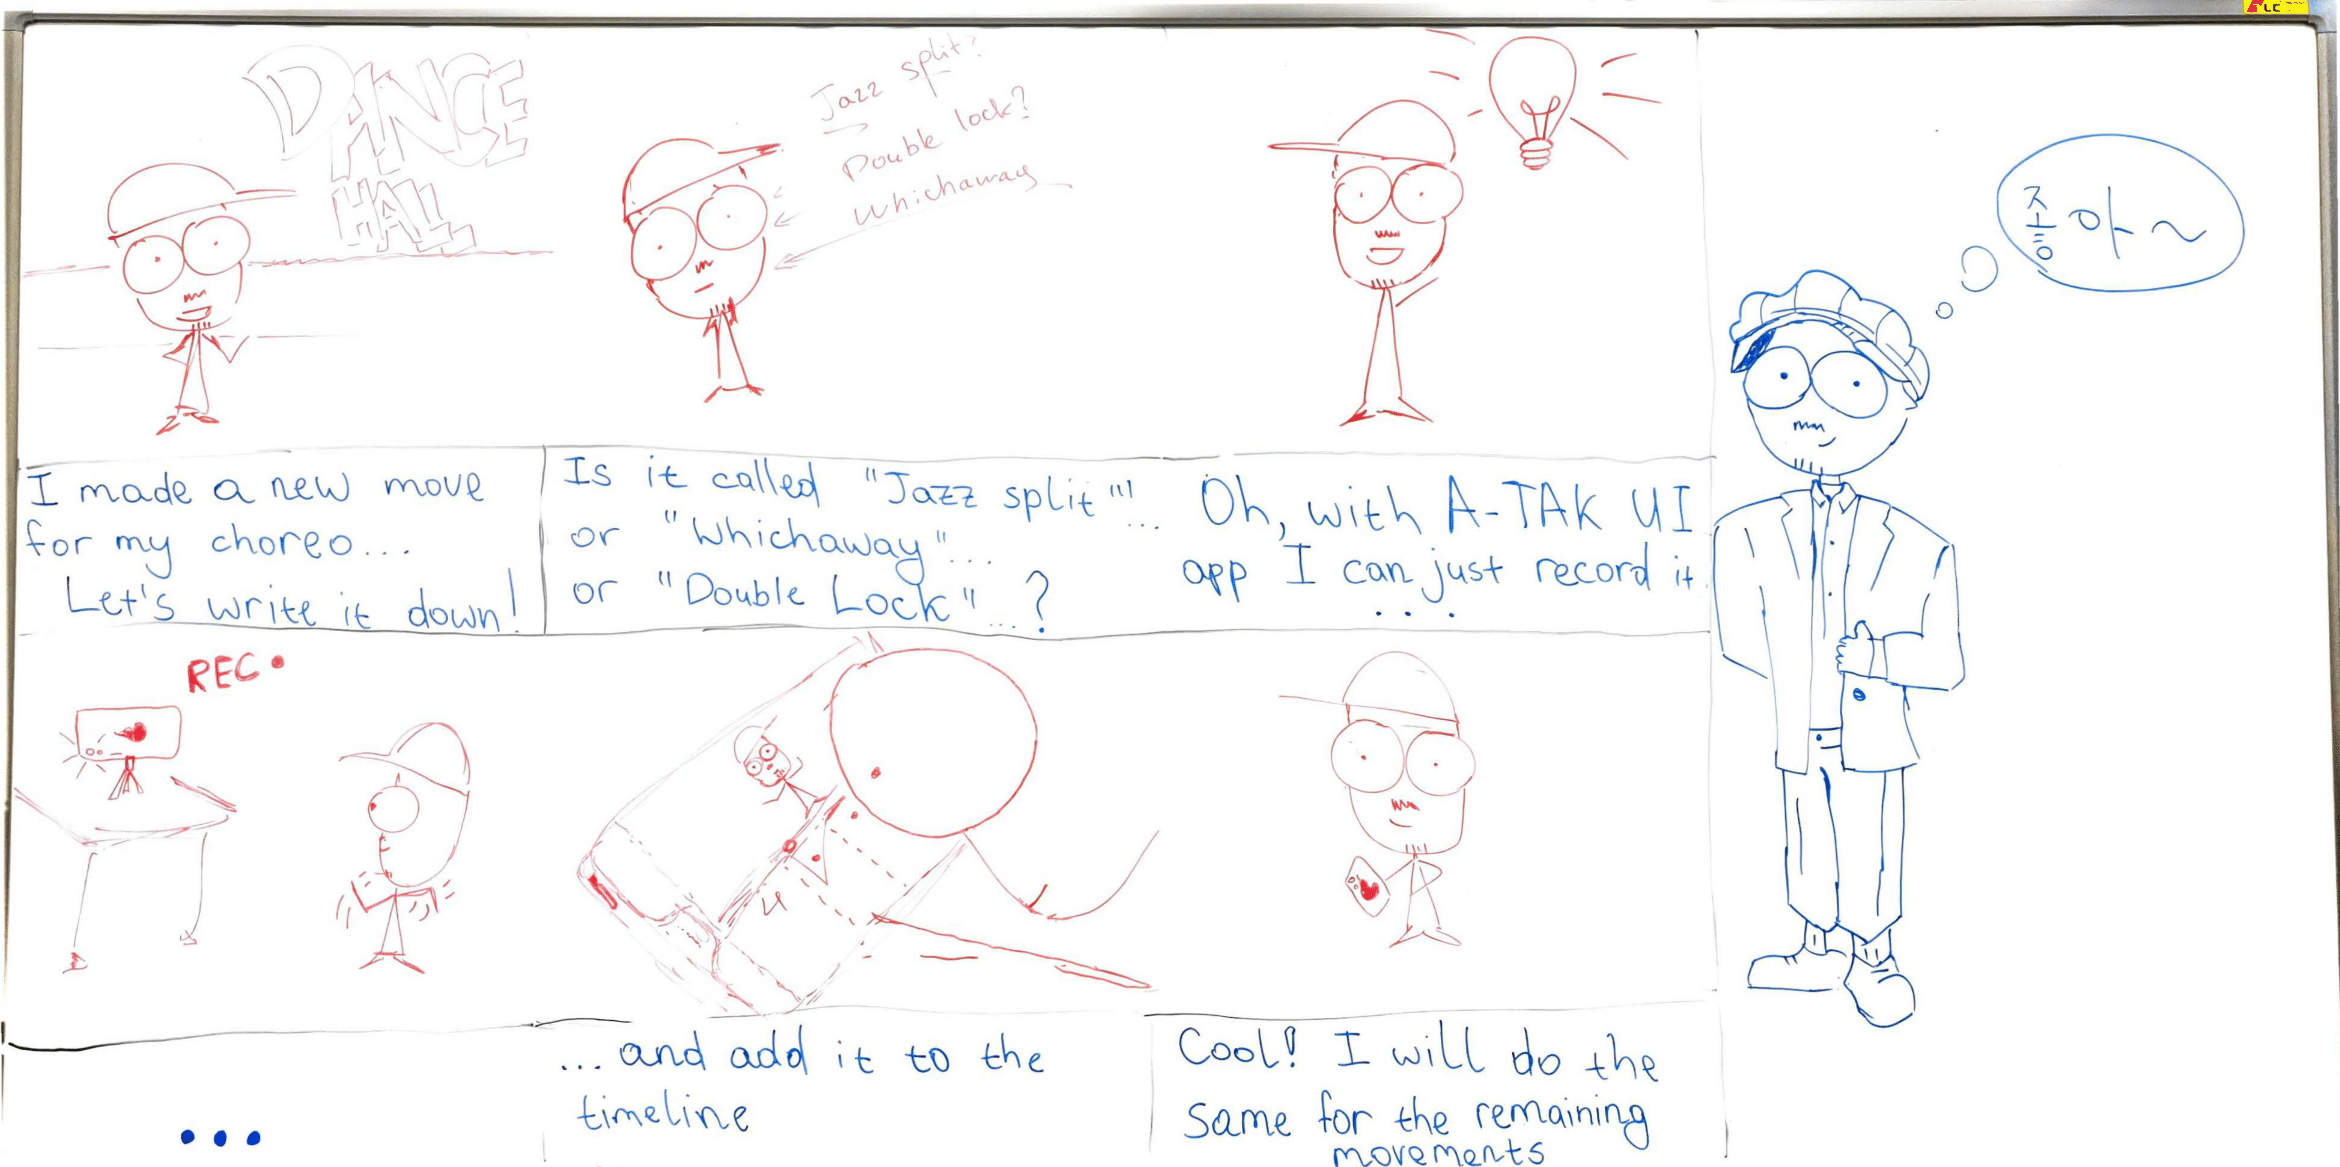 DANCE
HALL
I made a new move
for my choreo...
Let's write it down!
Jazz split?
Double lock?
Whichaway
Is it called "Jazz split"!...
or "Whichaway"...
or "Double Lock"...?
Oh, with A-TAK UI
app I can just record it
...
좋아~
REC
...
... and add it to the
timeline
Cool! I will do the
same for the remaining
movements